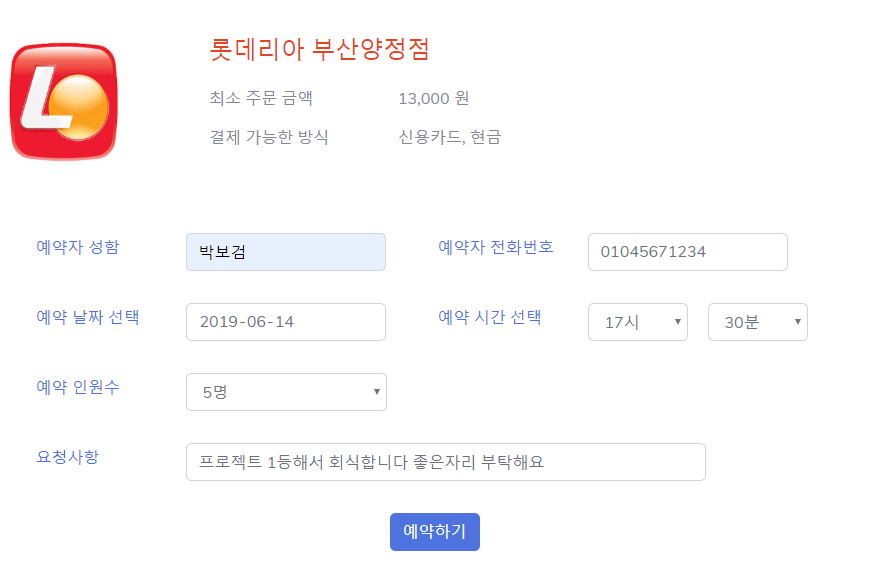 롯데리아 부산양정점
최소 주문 금액 13,000 원
결제 가능한 방식 신용카드, 현금
L
예약자 성함 박보검 예약자 전화번호 01045671234
예약 날짜 선택 2019-06-14 예약 시간 선택 17시 30분
예약 인원수 5명
요청사항 프로젝트 1등해서 회식합니다 좋은자리 부탁해요
예약하기